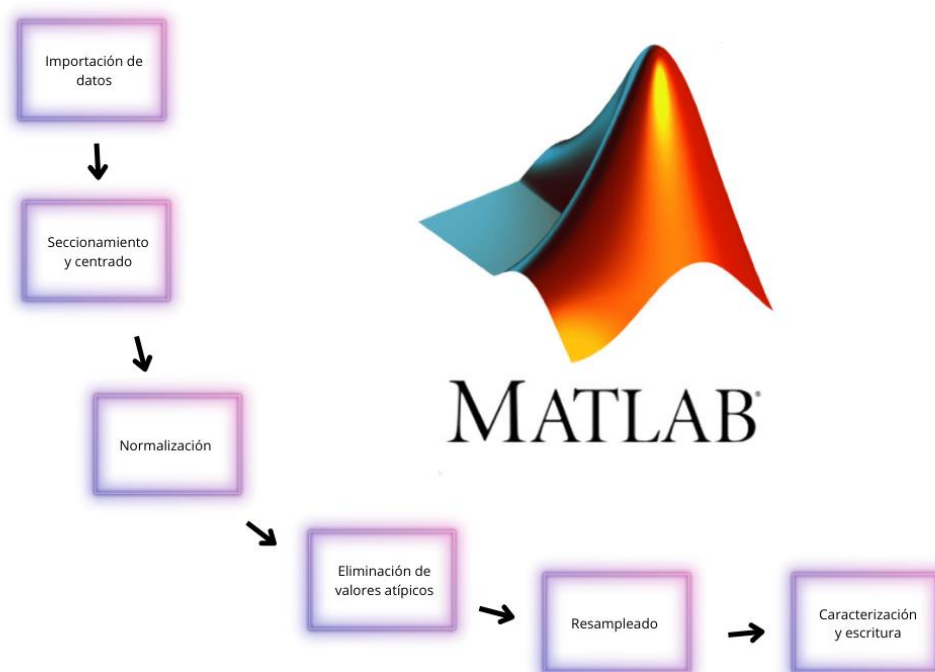 Importación de
datos
Seccionamiento
y centrado
Normalización
MATLAB®
Eliminación de
valores atípicos
Resampleado
Caracterización
y escritura